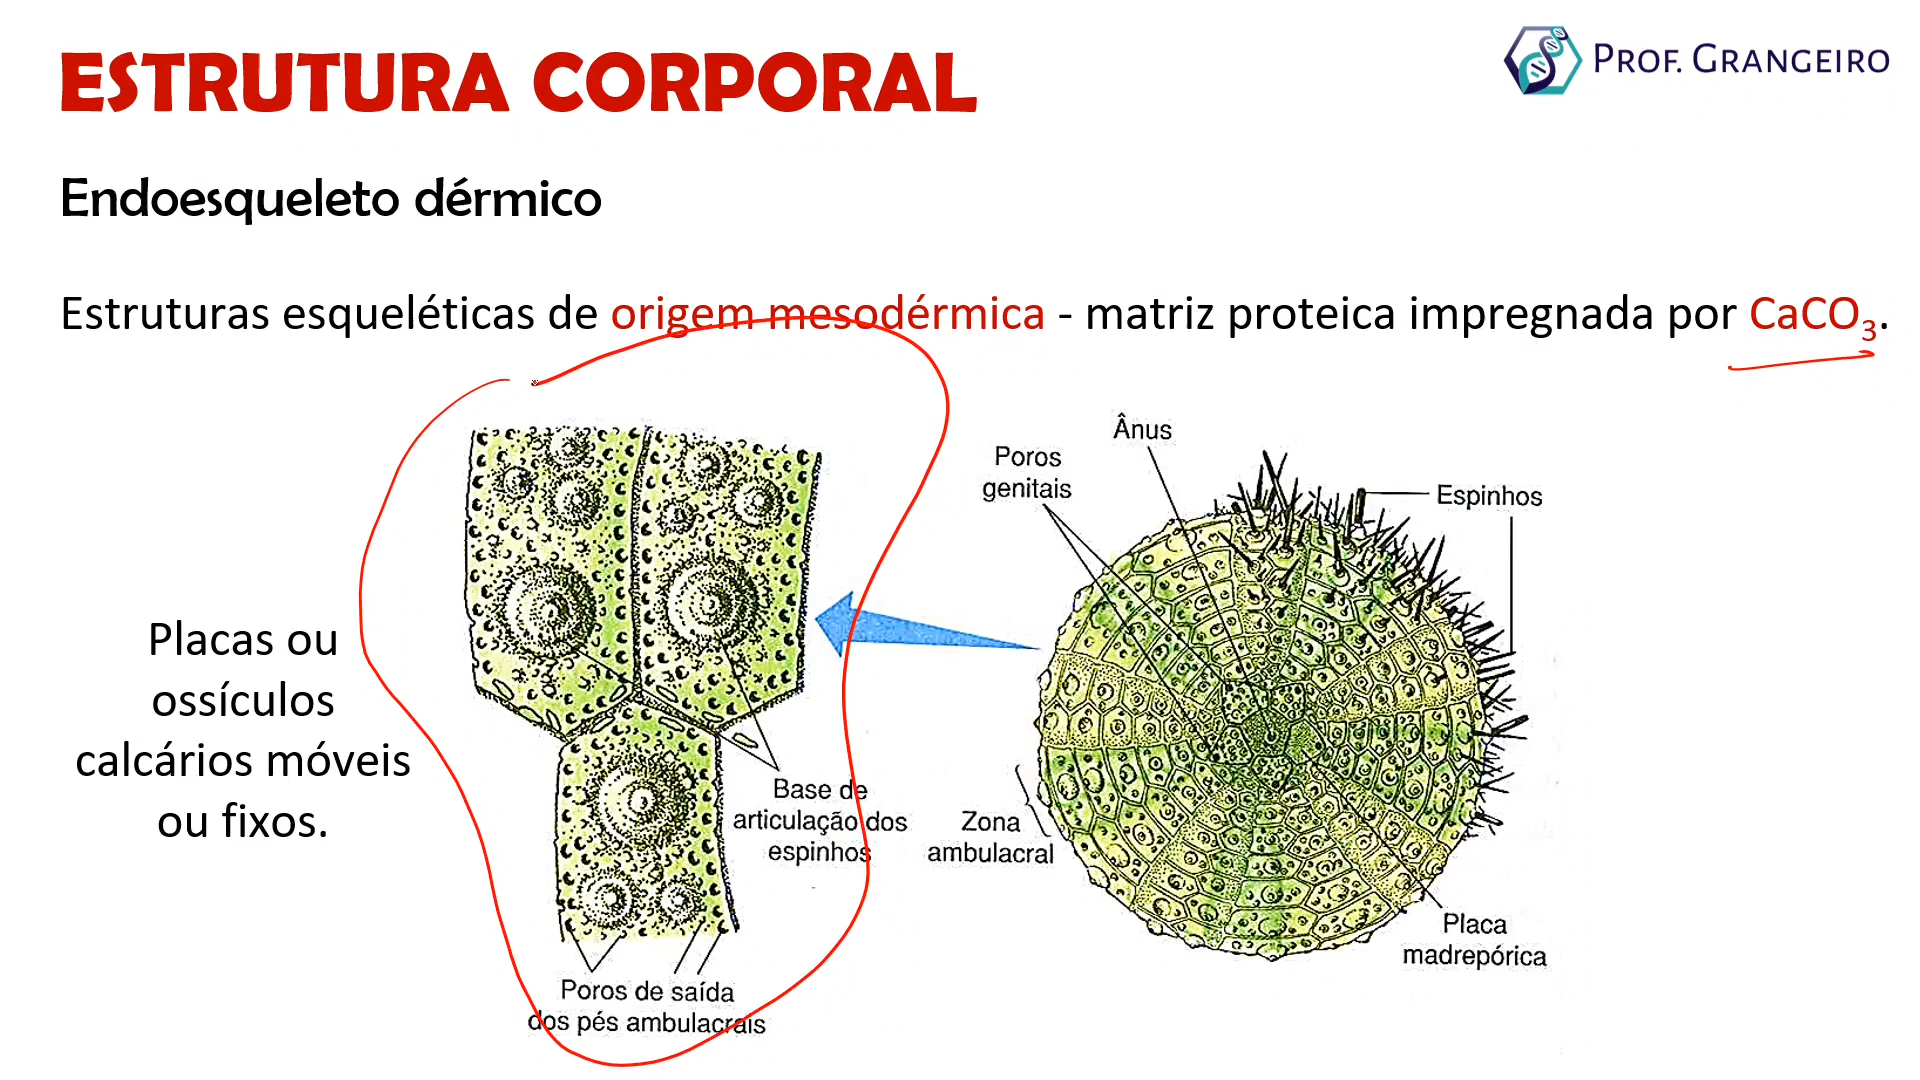 ESTRUTURA CORPORAL
PROF. GRANGEIRO
Endoesqueleto dérmico
Estruturas esqueléticas de origem mesodérmica - matriz proteica impregnada por CaCO₃.
Placas ou
ossículos
calcários móveis
ou fixos.
Base de
articulação dos
espinhos
Poros de saída
dos pés ambulacrais
Ânus
Poros
genitais
Espinhos
Zona
ambulacral
Placa
madrepórica